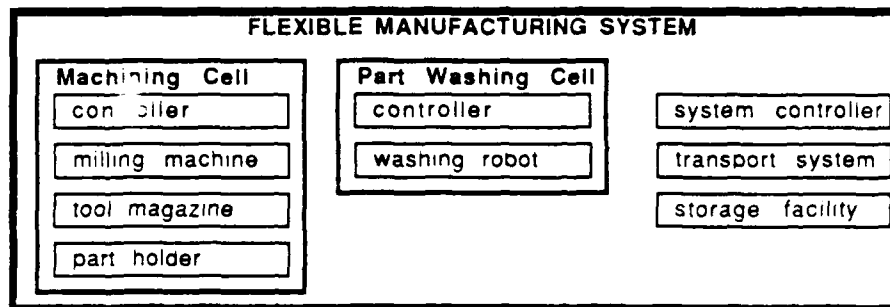 FLEXIBLE MANUFACTURING SYSTEM
Machining Cell
controller
milling machine
tool magazine
part holder
Part Washing Cell
controller
washing robot
system controller
transport system
storage facility